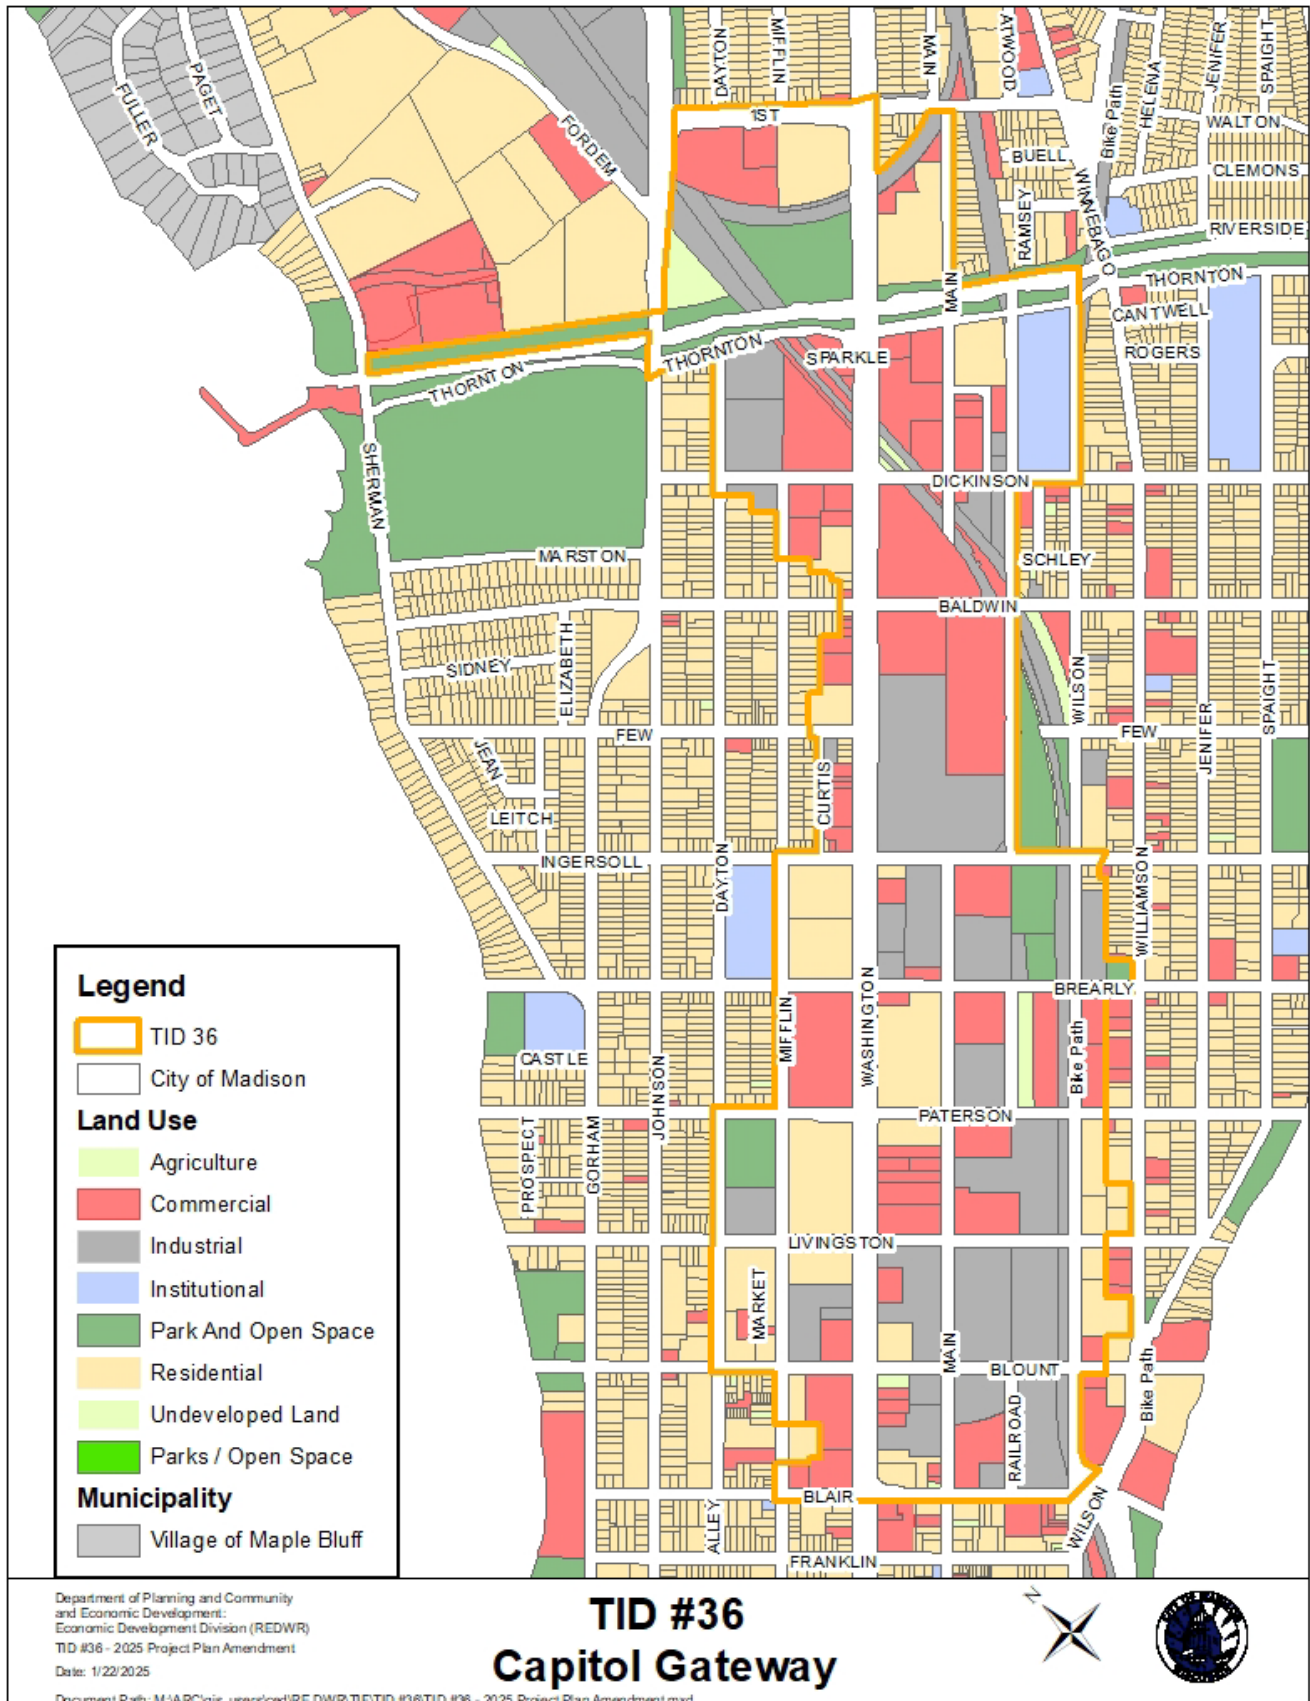 FULLER
PAGET
FORDEM
DAYTON
MIFFLIN
1ST
MAIN
ATWOOD
Bike Path
HELENA
JENIFER
SPAIGHT
WALTON
BUELL
CLEMONS
WINNEBAGO
RAMSEY
RIVERSIDE
MAIN
THORNTON
CANTWELL
ROGERS
THORNTON
THORNTON
SPARKLE
SHERMAN
DICKINSON
MARSTON
SCHLEY
BALDWIN
SIDNEY
ELIZABETH
WILSON
SPAIGHT
FEW
FEW
JENIFER
JEAN
CURTIS
LEITCH
INGERSOLL
DAYTON
WILLIAMSON
BREARLY
MIFFLIN
WASHINGTON
Bike Path
CASTLE
JOHNSON
PATERSON
PROSPECT
GORHAM
LIVINGSTON
MARKET
MAIN
BLOUNT
Bike Path
RAILROAD
BLAIR
ALLEY
WILSON
FRANKLIN
Legend
TID 36
City of Madison
Land Use
Agriculture
Commercial
Industrial
Institutional
Park And Open Space
Residential
Undeveloped Land
Parks / Open Space
Municipality
Village of Maple Bluff
Department of Planning and Community
and Economic Development:
Economic Development Division (REDWR)
TID #36 - 2025 Project Plan Amendment
Date: 1/22/2025
TID #36
Capitol Gateway
N